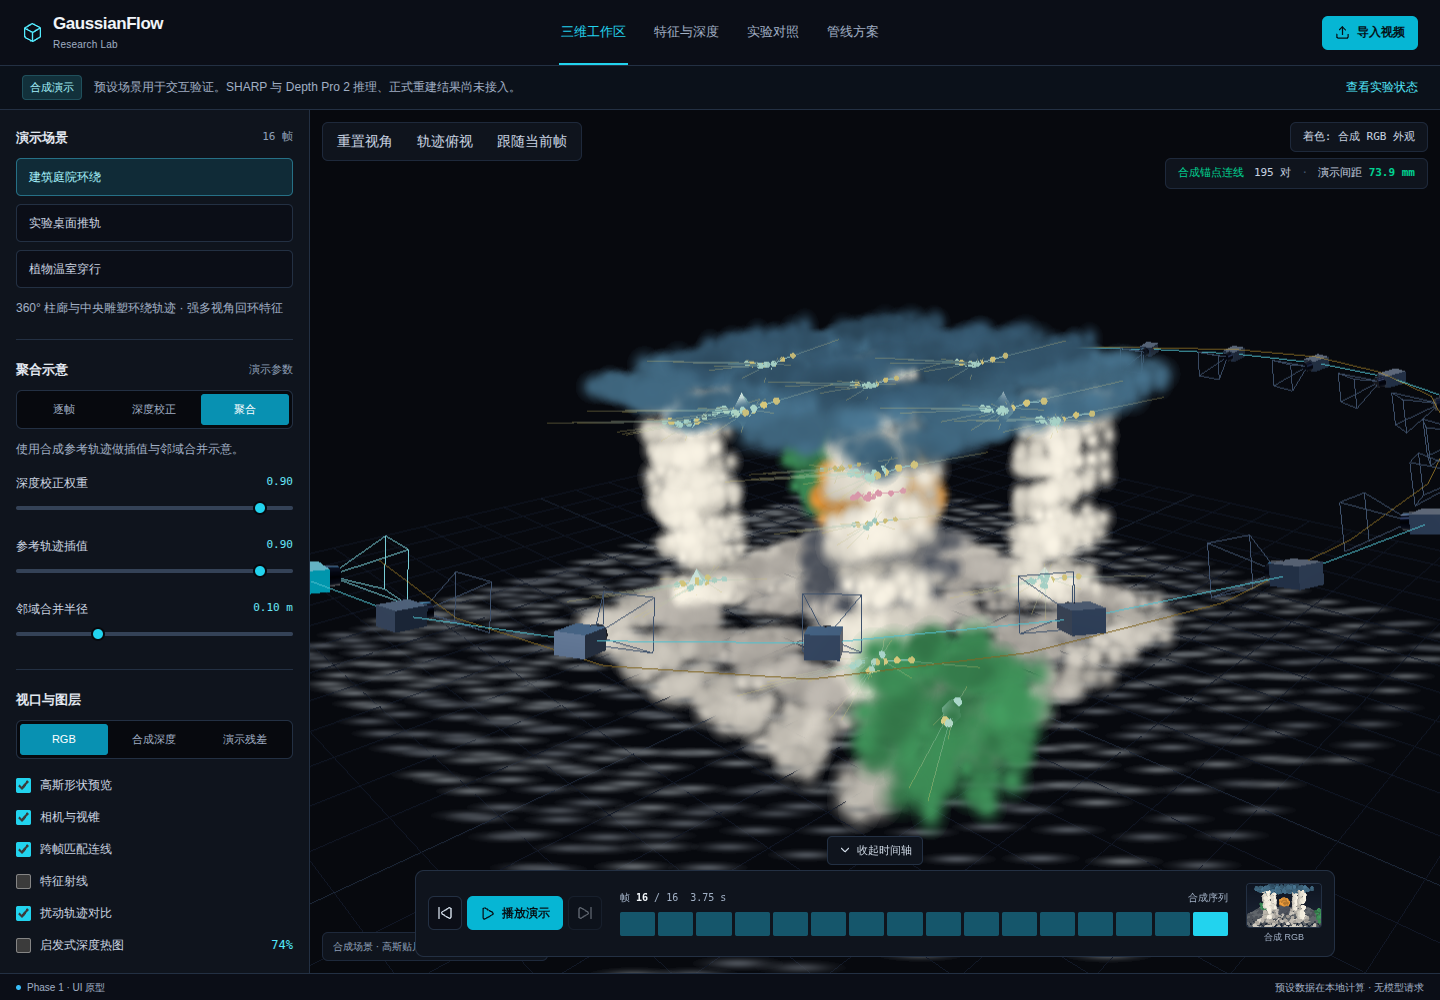 GaussianFlow
Research Lab
三维工作区
特征与深度
实验对照
管线方案
导入视频
合成演示
预设场景用于交互验证。SHARP 与 Depth Pro 2 推理、正式重建结果尚未接入。
查看实验状态
演示场景
16 帧
建筑庭院环绕
实验桌面推轨
植物温室穿行
360° 柱廊与中央雕塑环绕轨迹 · 强多视角回环特征
聚合示意
演示参数
逐帧
深度校正
聚合
使用合成参考轨迹做插值与邻域合并示意。
深度校正权重
0.90
参考轨迹插值
0.90
邻域合并半径
0.10 m
视口与图层
RGB
合成深度
演示残差
高斯形状预览
相机与视锥
跨帧匹配连线
特征射线
扰动轨迹对比
启发式深度热图
74%
重置视角
轨迹俯视
跟随当前帧
着色: 合成 RGB 外观
合成锚点连线 195 对 · 演示间距 73.9 mm
收起时间轴
播放演示
帧 16 / 16 3.75 s
合成序列
合成 RGB
合成场景 · 高斯贴
Phase 1 · UI 原型
预设数据在本地计算 · 无模型请求